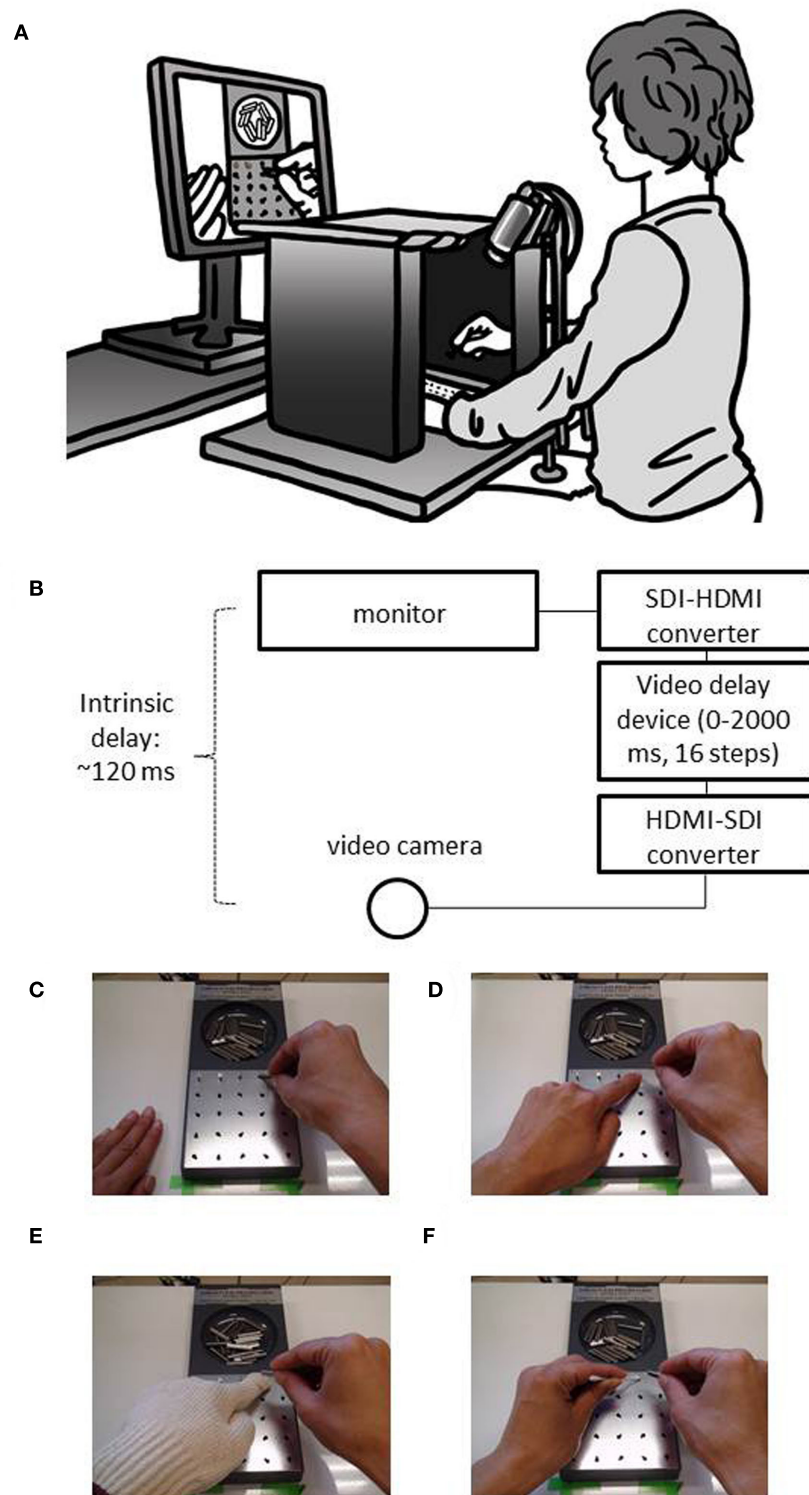 A
B
monitor
SDI-HDMI
converter
Intrinsic
delay:
~120 ms
Video delay
device (0-2000
ms, 16 steps)
HDMI-SDI
converter
video camera
C
D
E
F